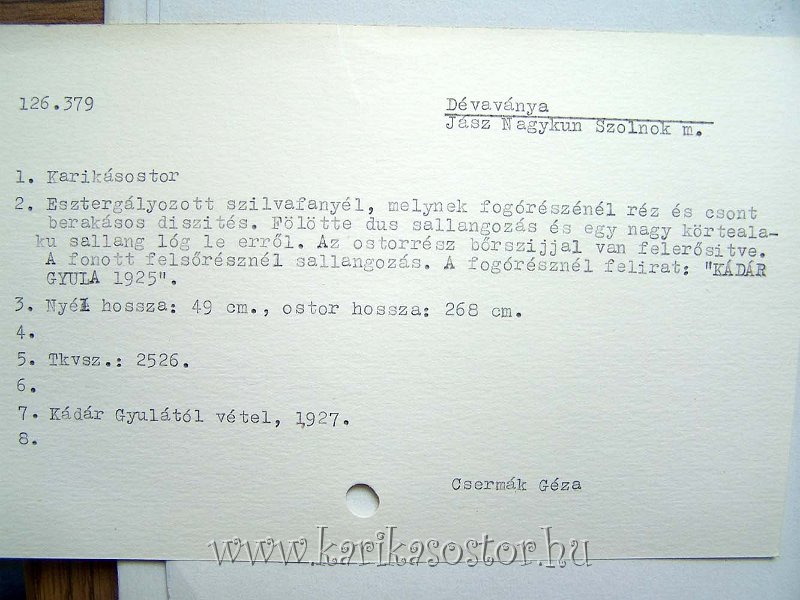 126.379
Dévaványa
Jász Nagykun Szolnok m.
1. Karikásostor
2. Esztergályozott szilvafanyél, melynek fogórészénél réz és csont
berakásos diszités. Fölötte dus sallangozás és egy nagy körteala-
ku sallang lóg le erről. Az ostorrész bőrszijjal van felerősitve.
A fonott felsőrésznél sallangozás. A fogórésznél felirat: "KÁDÁR
GYULA 1925".
3. Nyél hossza: 49 cm., ostor hossza: 268 cm.
4.
5. Tkvsz.: 2526.
6.
7. Kádár Gyulától vétel, 1927.
8.
Csermák Géza
www.karikasostor.hu